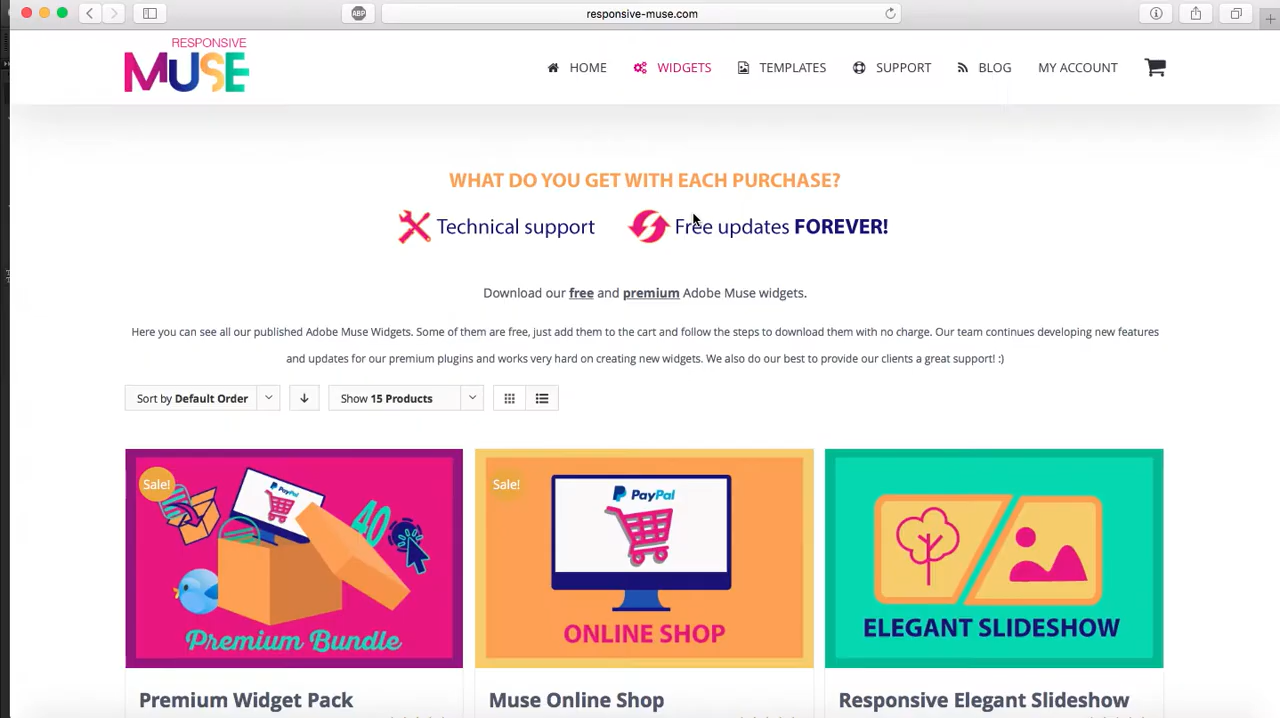 responsive-muse.com
ABP
RESPONSIVE
MUSE
HOME
WIDGETS
TEMPLATES
SUPPORT
BLOG
MY ACCOUNT
WHAT DO YOU GET WITH EACH PURCHASE?
Technical support
Free updates FOREVER!
Download our free and premium Adobe Muse widgets.
Here you can see all our published Adobe Muse Widgets. Some of them are free, just add them to the cart and follow the steps to download them with no charge. Our team continues developing new features
and updates for our premium plugins and works very hard on creating new widgets. We also do our best to provide our clients a great support! :)
Sort by Default Order
Show 15 Products
Sale!
40
Premium Bundle
Sale!
PayPal
ONLINE SHOP
ELEGANT SLIDESHOW
Premium Widget Pack
Muse Online Shop
Responsive Elegant Slideshow